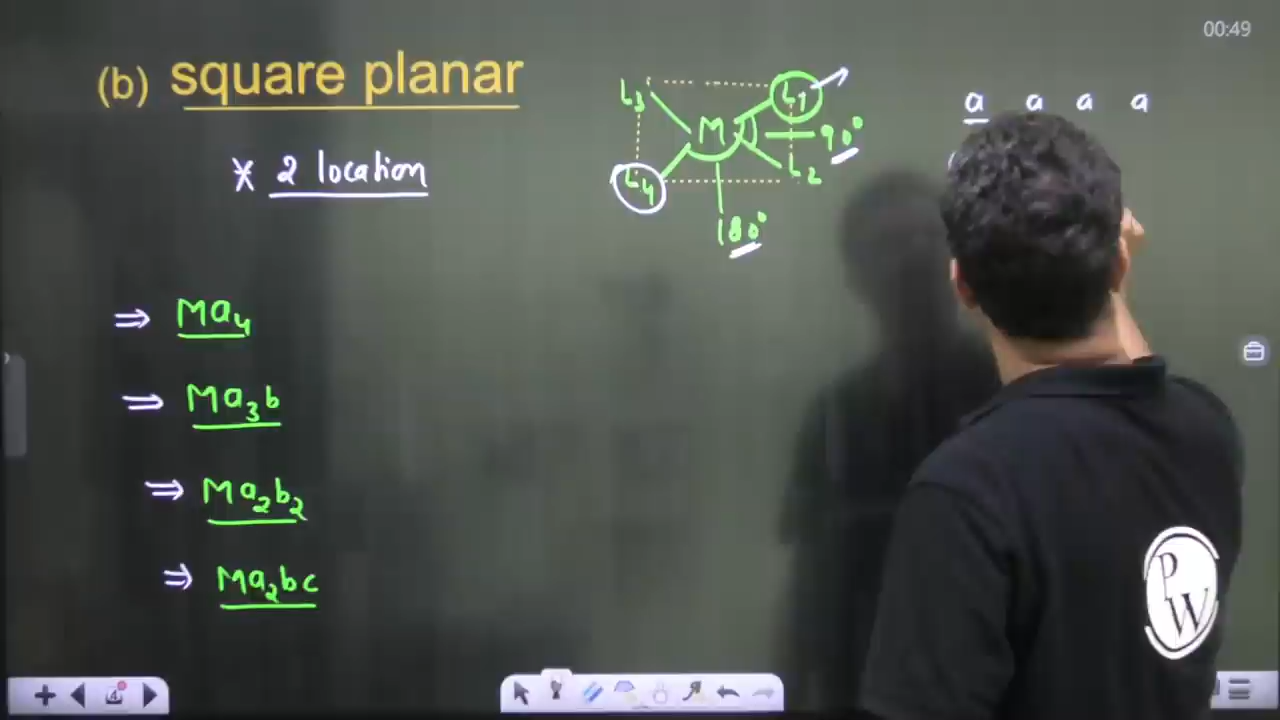 00:49
(b) square planar
* 2 location
L3 L1
M 90°
L4 L2
180°
a a a a
⇒ Ma4
⇒ Ma3b
⇒ Ma2b2
⇒ Ma2bc
P
W